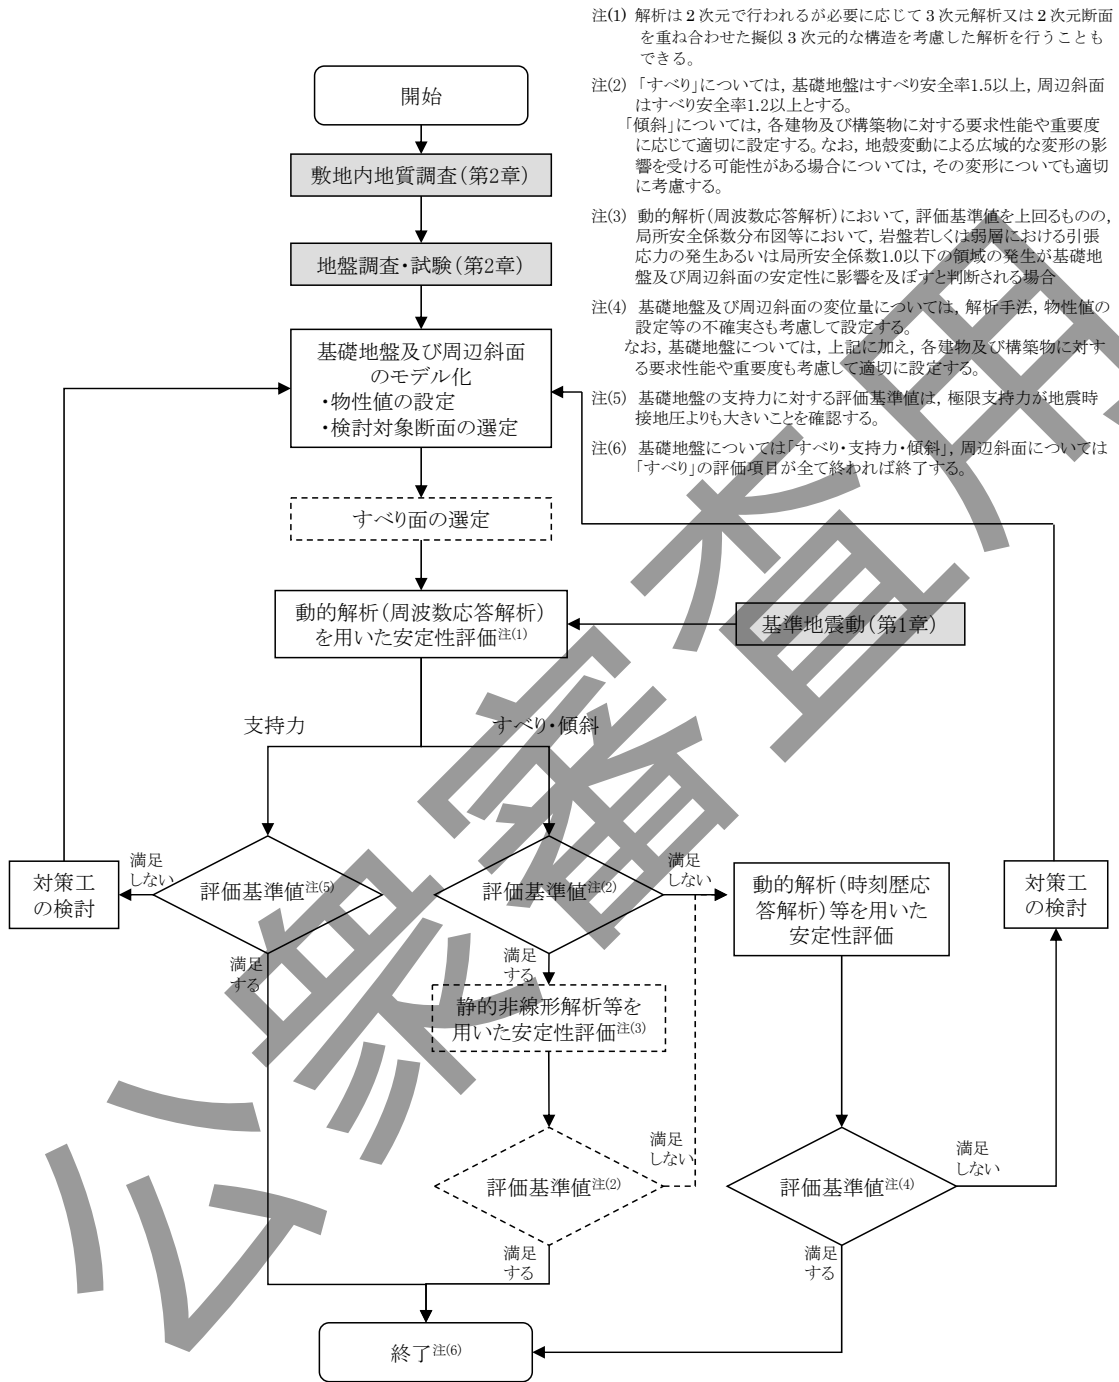 注(1) 解析は2次元で行われるが必要に応じて3次元解析又は2次元断面
を重ね合わせた擬似3次元的な構造を考慮した解析を行うことも
できる。
注(2) 「すべり」については, 基礎地盤はすべり安全率1.5以上, 周辺斜面
はすべり安全率1.2以上とする。
「傾斜」については, 各建物及び構築物に対する要求性能や重要度
に応じて適切に設定する。なお, 地殻変動による広域的な変形の影
響を受ける可能性がある場合については, その変形についても適切
に考慮する。
注(3) 動的解析(周波数応答解析)において, 評価基準値を上回るものの,
局所安全係数分布図等において, 岩盤若しくは弱層における引張
応力の発生あるいは局所安全係数1.0以下の領域の発生が基礎地
盤及び周辺斜面の安定性に影響を及ぼすと判断される場合
注(4) 基礎地盤及び周辺斜面の変位量については, 解析手法, 物性値の
設定等の不確実さも考慮して設定する。
なお, 基礎地盤については, 上記に加え, 各建物及び構築物に対す
る要求性能や重要度も考慮して適切に設定する。
注(5) 基礎地盤の支持力に対する評価基準値は, 極限支持力が地震時
接地圧よりも大きいことを確認する。
注(6) 基礎地盤については「すべり・支持力・傾斜」, 周辺斜面については
「すべり」の評価項目が全て終われば終了する。
開始
敷地内地質調査(第2章)
地盤調査・試験(第2章)
基礎地盤及び周辺斜面
のモデル化
・物性値の設定
・検討対象断面の選定
すべり面の選定
動的解析(周波数応答解析)
を用いた安定性評価注(1)
基準地震動(第1章)
支持力
すべり・傾斜
対策工
の検討
満足
しない
評価基準値注(5)
満足
する
評価基準値注(2)
満足
しない
満足
する
動的解析(時刻歴応
答解析)等を用いた
安定性評価
対策工
の検討
静的非線形解析等を
用いた安定性評価注(3)
評価基準値注(2)
満足
しない
満足
する
評価基準値注(4)
満足
しない
満足
する
終了注(6)
公衆審査用